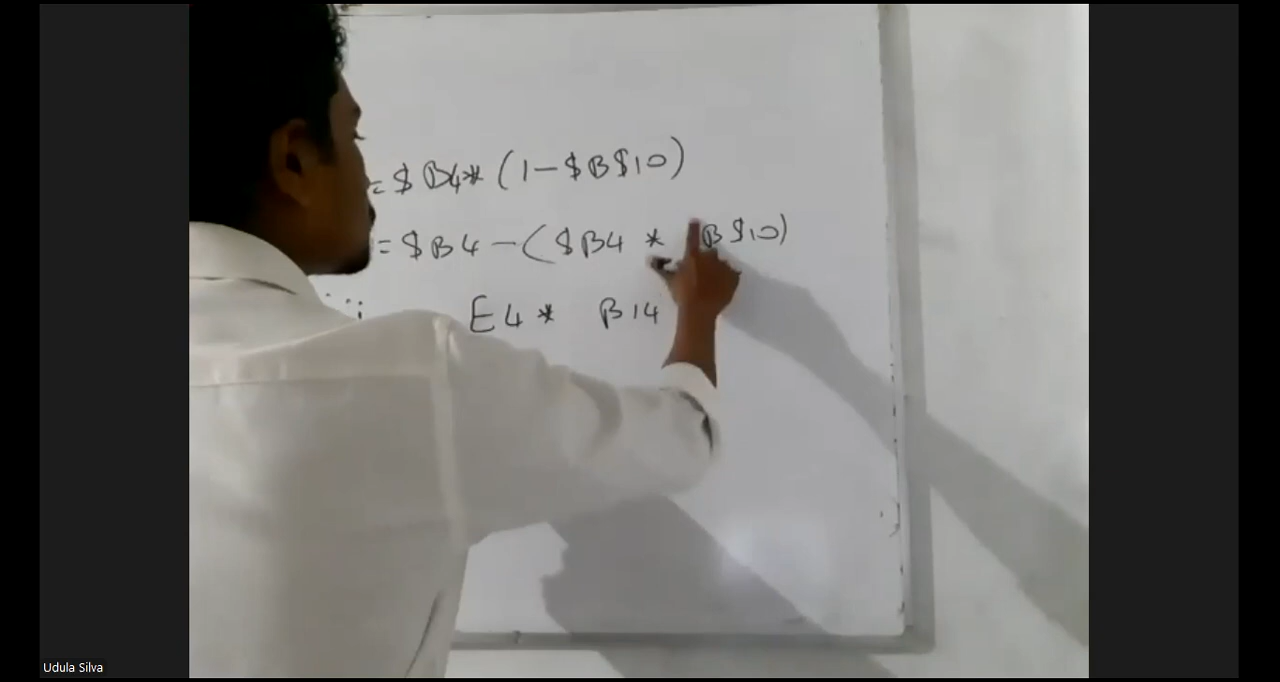 =$B4*(1-$B$10)
=$B4-($B4 * B$10)
E4* B14
Udula Silva